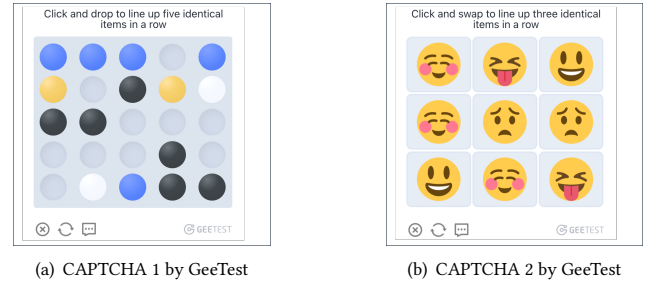 Click and drop to line up five identical
items in a row
GEETEST
(a) CAPTCHA 1 by GeeTest
Click and swap to line up three identical
items in a row
GEETEST
(b) CAPTCHA 2 by GeeTest